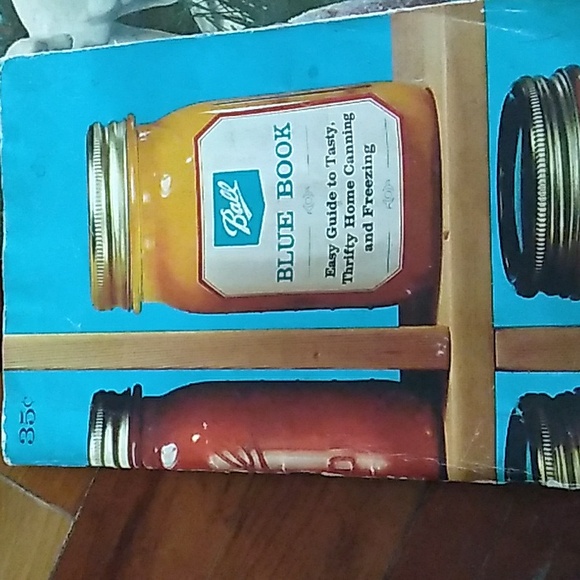 35¢
Ball
BLUE BOOK
Easy Guide to Tasty,
Thrifty Home Canning
and Freezing